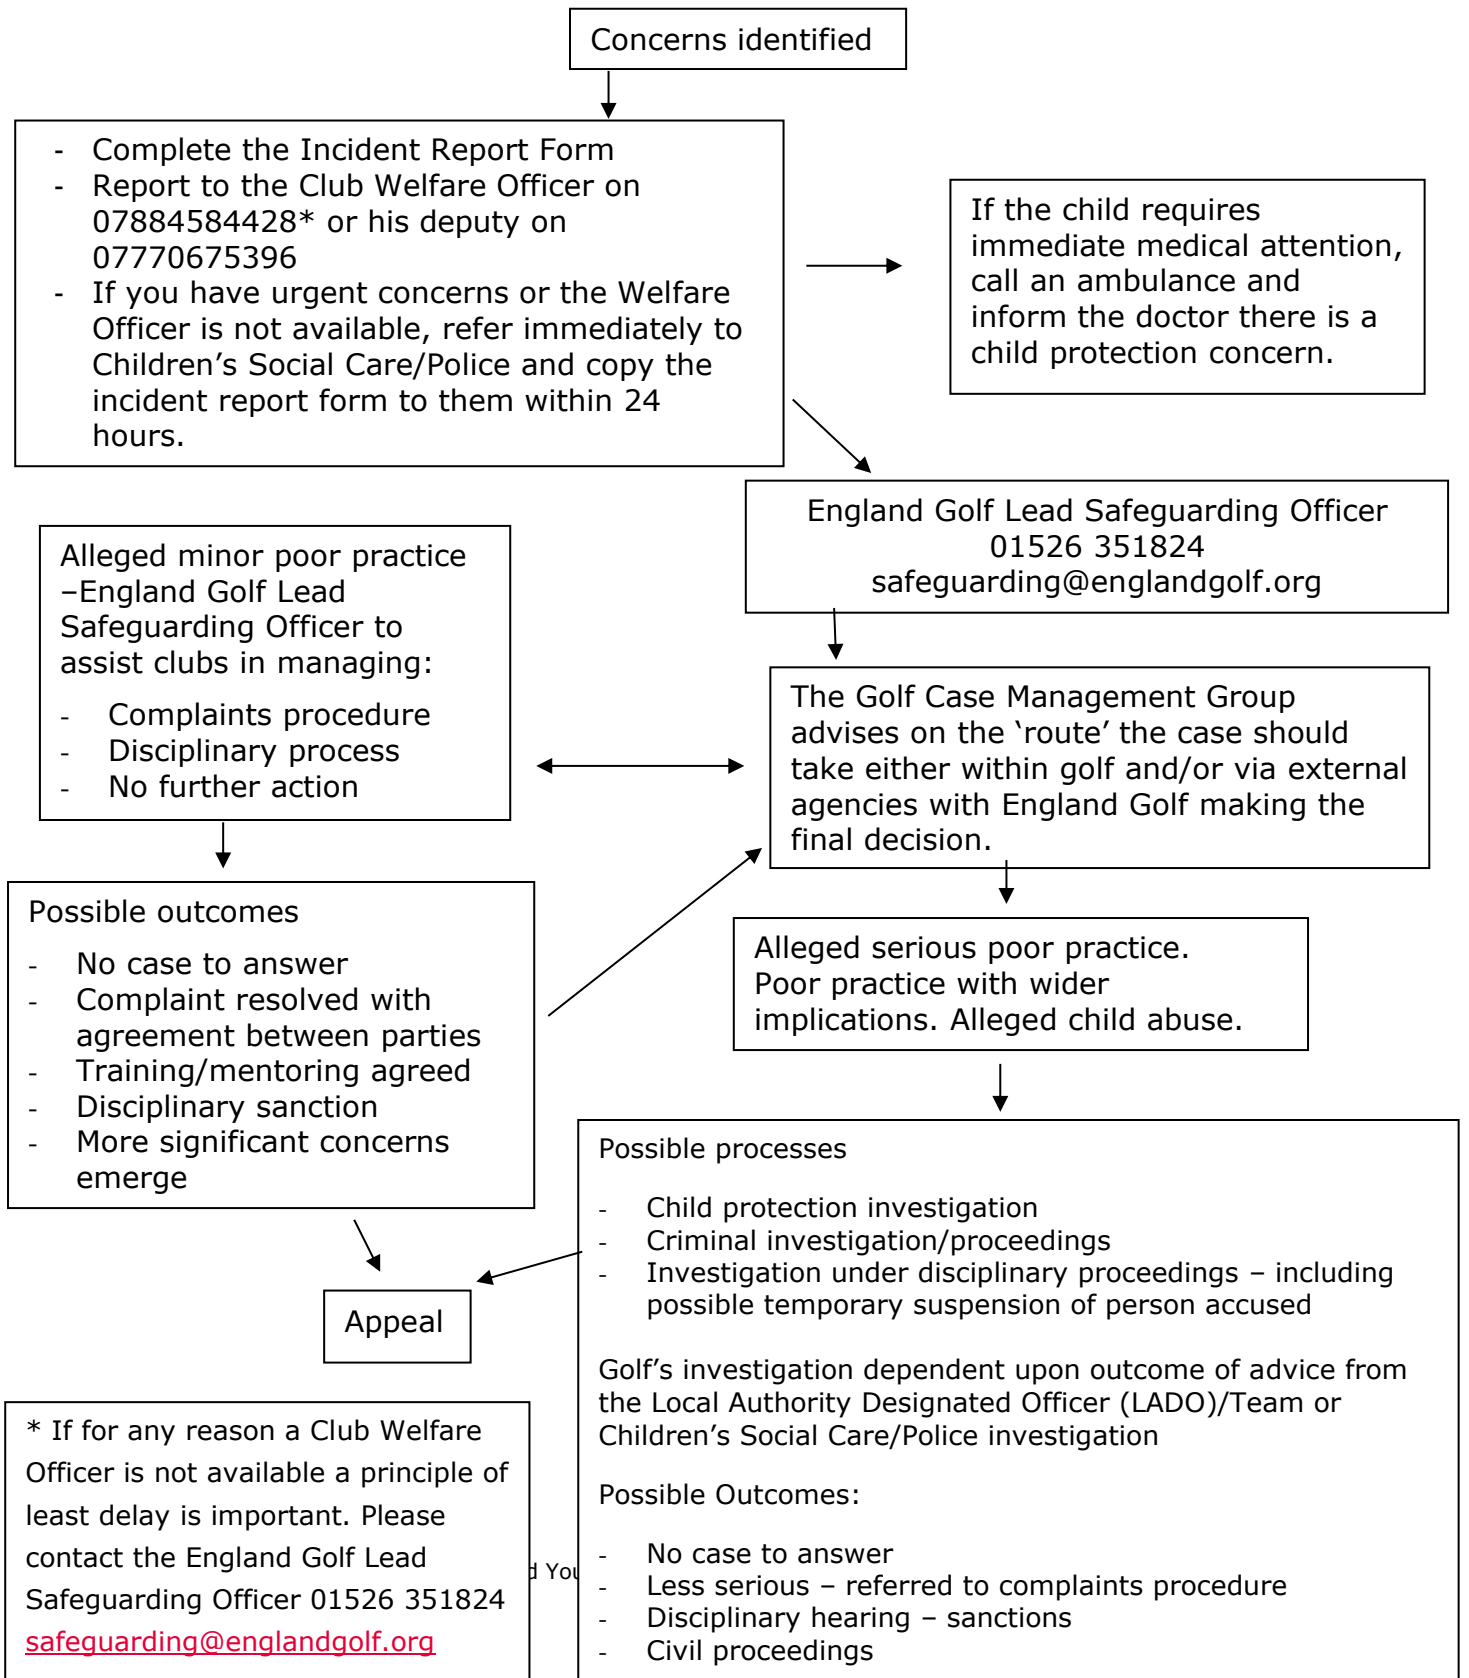 Concerns identified
- Complete the Incident Report Form
- Report to the Club Welfare Officer on
07884584428* or his deputy on
07770675396
- If you have urgent concerns or the Welfare
Officer is not available, refer immediately to
Children’s Social Care/Police and copy the
incident report form to them within 24
hours.
If the child requires
immediate medical attention,
call an ambulance and
inform the doctor there is a
child protection concern.
England Golf Lead Safeguarding Officer
01526 351824
safeguarding@englandgolf.org
Alleged minor poor practice
–England Golf Lead
Safeguarding Officer to
assist clubs in managing:
- Complaints procedure
- Disciplinary process
- No further action
The Golf Case Management Group
advises on the ‘route’ the case should
take either within golf and/or via external
agencies with England Golf making the
final decision.
Possible outcomes
- No case to answer
- Complaint resolved with
agreement between parties
- Training/mentoring agreed
- Disciplinary sanction
- More significant concerns
emerge
Alleged serious poor practice.
Poor practice with wider
implications. Alleged child abuse.
Possible processes
- Child protection investigation
- Criminal investigation/proceedings
- Investigation under disciplinary proceedings – including
possible temporary suspension of person accused
Golf’s investigation dependent upon outcome of advice from
the Local Authority Designated Officer (LADO)/Team or
Children’s Social Care/Police investigation
Possible Outcomes:
- No case to answer
- Less serious – referred to complaints procedure
- Disciplinary hearing – sanctions
- Civil proceedings
Appeal
* If for any reason a Club Welfare
Officer is not available a principle of
least delay is important. Please
contact the England Golf Lead
Safeguarding Officer 01526 351824
safeguarding@englandgolf.org